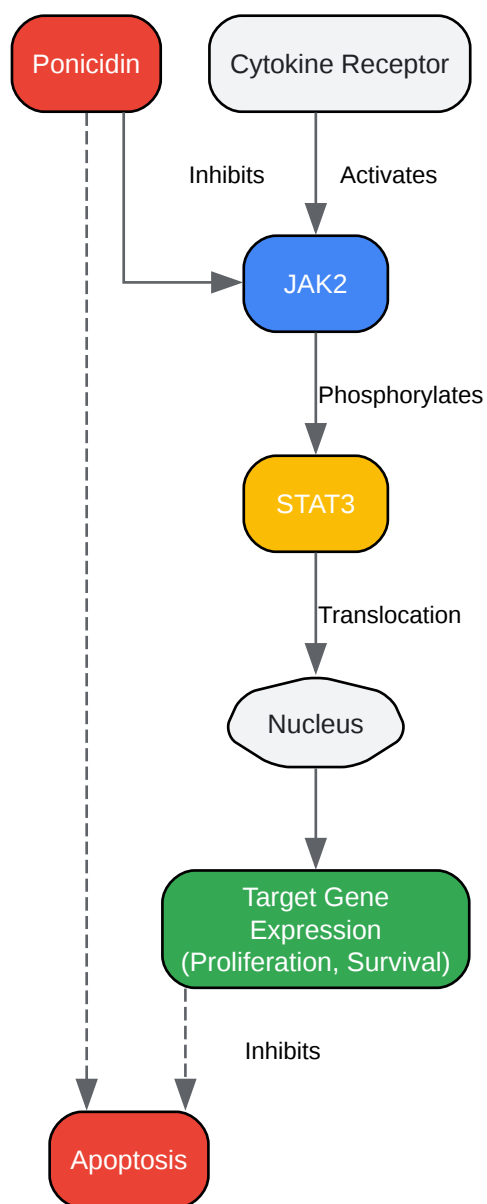 Ponicidin
Cytokine Receptor
Inhibits
Activates
JAK2
Phosphorylates
STAT3
Translocation
Nucleus
Target Gene
Expression
(Proliferation, Survival)
Inhibits
Apoptosis